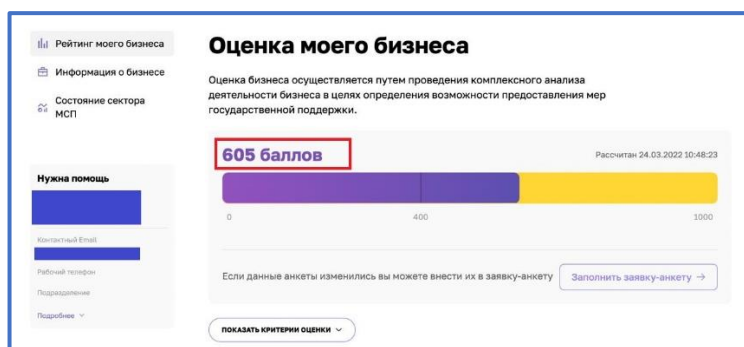 Рейтинг моего бизнеса
Информация о бизнесе
Состояние сектора
МСП
Нужна помощь
Контактный Email
Рабочий телефон
Подразделение
Подробнее
Оценка моего бизнеса
Оценка бизнеса осуществляется путем проведения комплексного анализа
деятельности бизнеса в целях определения возможности предоставления мер
государственной поддержки.
605 баллов
Рассчитан 24.03.2022 10:48:23
0 400 1000
Если данные анкеты изменились вы можете внести их в заявку-анкету
Заполнить заявку-анкету →
ПОКАЗАТЬ КРИТЕРИИ ОЦЕНКИ